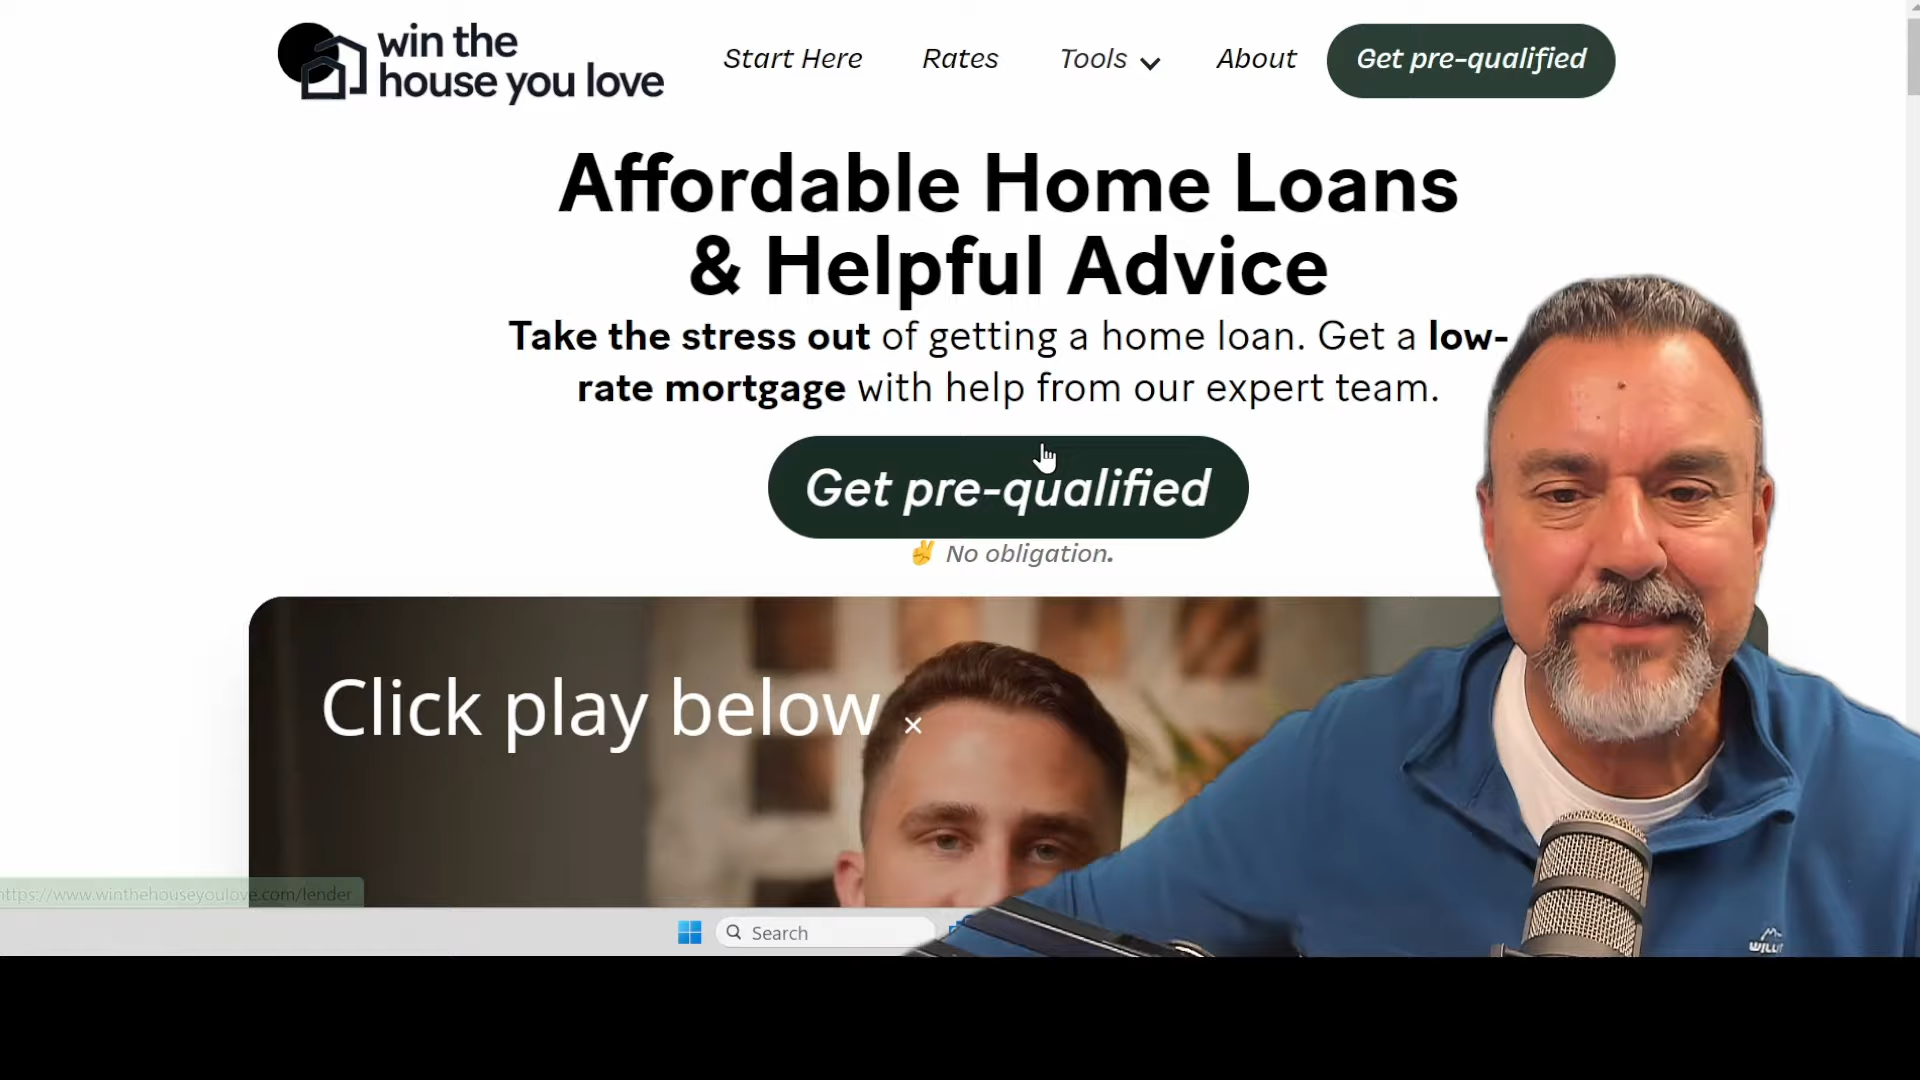 win the
house you love
Start Here
Rates
Tools
About
Get pre-qualified
Affordable Home Loans
& Helpful Advice
Take the stress out of getting a home loan. Get a low-
rate mortgage with help from our expert team.
Get pre-qualified
✌️ No obligation.
Click play below
https://www.winthehouseyoulove.com/lender
Search